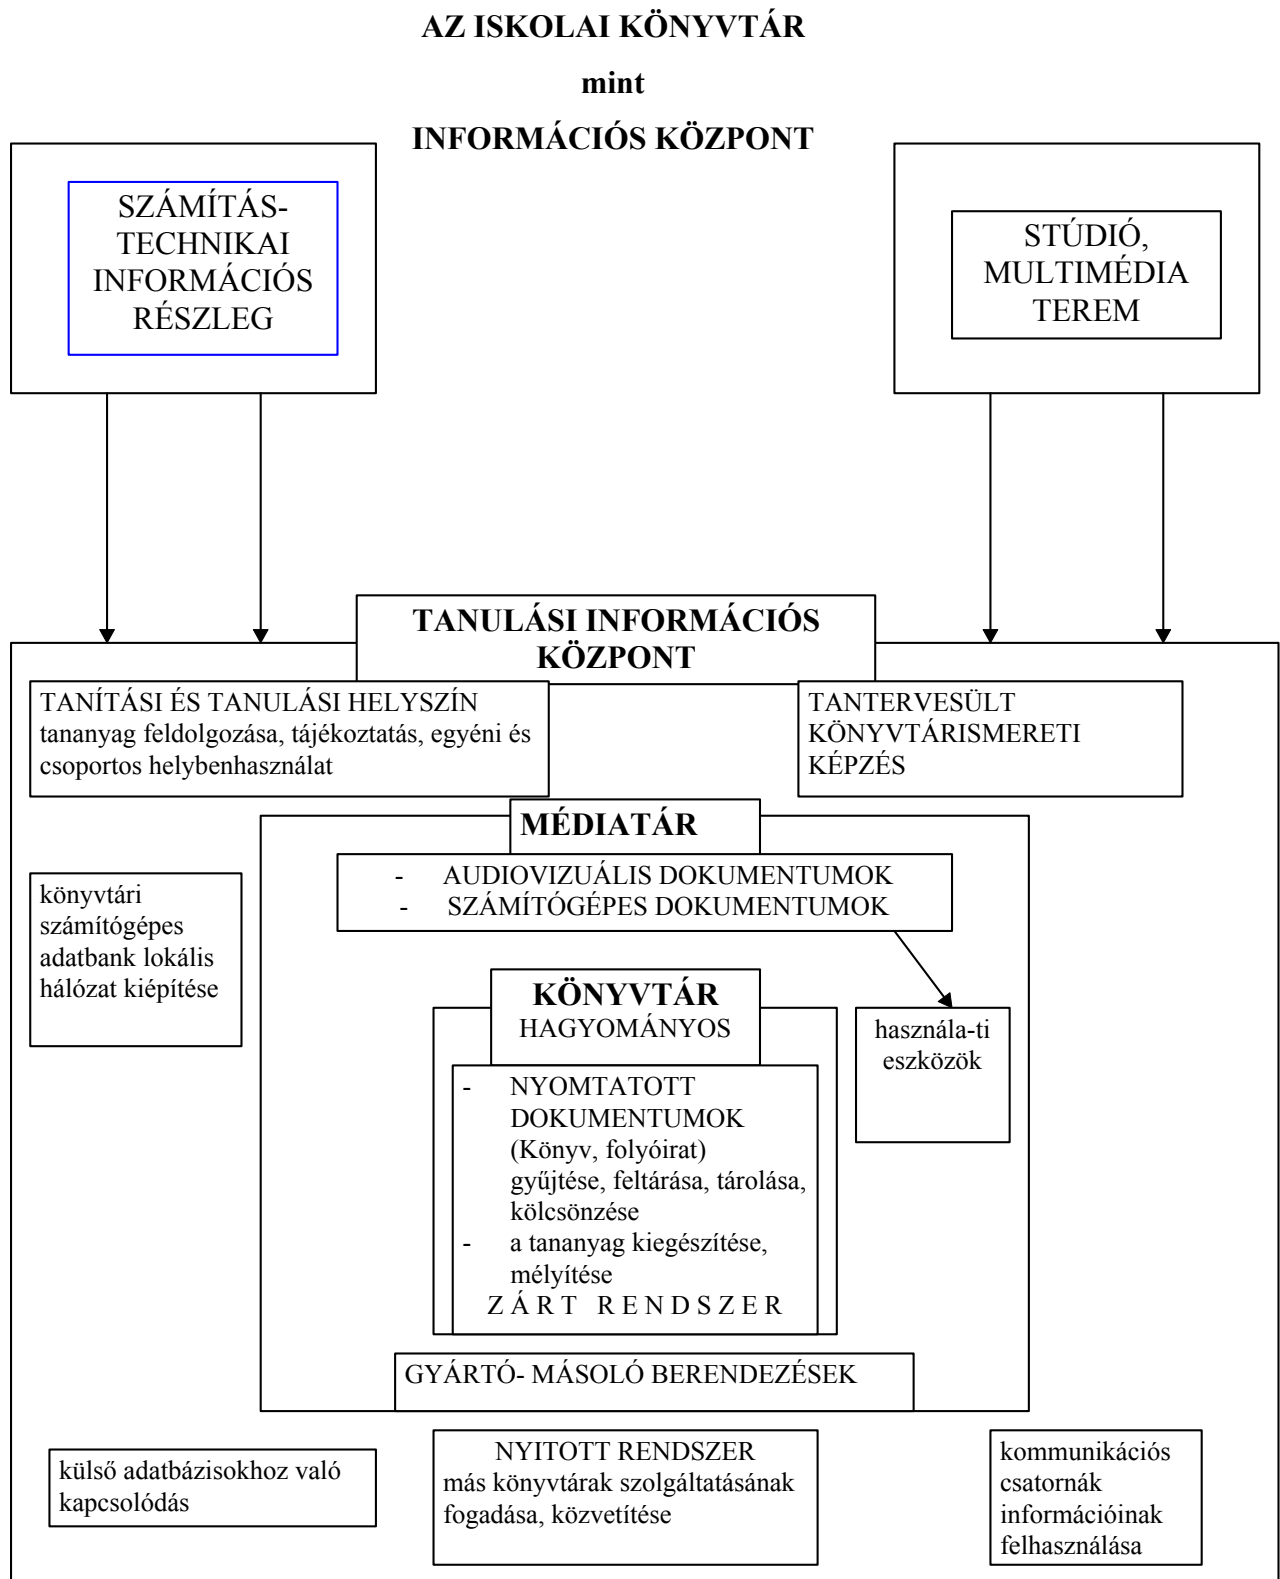 AZ ISKOLAI KÖNYVTÁR
mint
INFORMÁCIÓS KÖZPONT
SZÁMÍTÁS-
TECHNIKAI
INFORMÁCIÓS
RÉSZLEG
STÚDIÓ,
MULTIMÉDIA
TEREM
TANULÁSI INFORMÁCIÓS
KÖZPONT
TANÍTÁSI ÉS TANULÁSI HELYSZÍN
tananyag feldolgozása, tájékoztatás, egyéni és
csoportos helybenhasználat
TANTERVESÜLT
KÖNYVTÁRISMERETI
KÉPZÉS
MÉDIATÁR
- AUDIOVIZUÁLIS DOKUMENTUMOK
- SZÁMÍTÓGÉPES DOKUMENTUMOK
könyvtári
számítógépes
adatbank lokális
hálózat kiépítése
KÖNYVTÁR
HAGYOMÁNYOS
- NYOMTATOTT
DOKUMENTUMOK
(Könyv, folyóirat)
gyűjtése, feltárása, tárolása,
kölcsönzése
- a tananyag kiegészítése,
mélyítése
Z Á R T R E N D S Z E R
használa-ti
eszközök
GYÁRTÓ- MÁSOLÓ BERENDEZÉSEK
külső adatbázisokhoz való
kapcsolódás
NYITOTT RENDSZER
más könyvtárak szolgáltatásának
fogadása, közvetítése
kommunikációs
csatornák
információinak
felhasználása